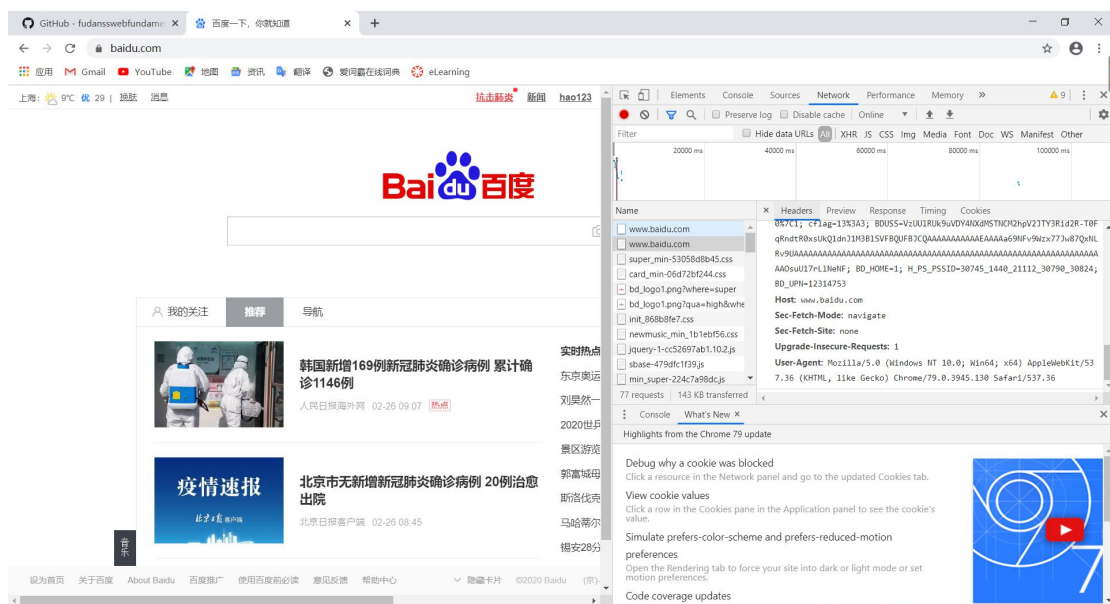 GitHub - fudansswebfundame
百度一下，你就知道
baidu.com
应用 Gmail YouTube 地图 资讯 翻译 爱词霸在线词典 eLearning
上海: 9℃ 优 29 | 换肤 消息
抗击肺炎 新闻 hao123
Bai du 百度
我的关注 推荐 导航
韩国新增169例新冠肺炎确诊病例 累计确
诊1146例
人民日报海外网 02-26 09:07 热点
疫情速报
北京日报 客户端
北京市无新增新冠肺炎确诊病例 20例治愈
出院
北京日报客户端 02-26 08:45
实时热点
东京奥运
刘昊然一
2020世乒
景区游览
郭富城母
斯洛伐克
马哈蒂尔
锡安28分
音乐
设为首页 关于百度 About Baidu 百度推广 使用百度前必读 意见反馈 帮助中心 隐藏卡片 ©2020 Baidu (京)-
Elements Console Sources Network Performance Memory » 9
Preserve log Disable cache Online
Filter Hide data URLs All XHR JS CSS Img Media Font Doc WS Manifest Other
20000 ms 40000 ms 60000 ms 80000 ms 100000 ms
Name
www.baidu.com
www.baidu.com
super_min-53058d8b45.css
card_min-06d72bf244.css
bd_logo1.png?where=super
bd_logo1.png?qua=high&whe
init_868b8fe7.css
newmusic_min_1b1ebf56.css
jquery-1-cc52697ab1.10.2.js
sbase-479dfc1f39.js
min_super-224c7a98dc.js
77 requests 143 KB transferred
Headers Preview Response Timing Cookies
BD_HOME=1; H_PS_PSSID=30745_1440_21112_30790_30824;
BD_UPN=12314753
Host: www.baidu.com
Sec-Fetch-Mode: navigate
Sec-Fetch-Site: none
Upgrade-Insecure-Requests: 1
User-Agent: Mozilla/5.0 (Windows NT 10.0; Win64; x64) AppleWebKit/53
7.36 (KHTML, like Gecko) Chrome/79.0.3945.130 Safari/537.36
Console What's New
Highlights from the Chrome 79 update
Debug why a cookie was blocked
Click a resource in the Network panel and go to the updated Cookies tab.
View cookie values
Click a row in the Cookies pane in the Application panel to see the cookie's
value.
Simulate prefers-color-scheme and prefers-reduced-motion
preferences
Open the Rendering tab to force your site into dark or light mode or set
motion preferences.
Code coverage updates